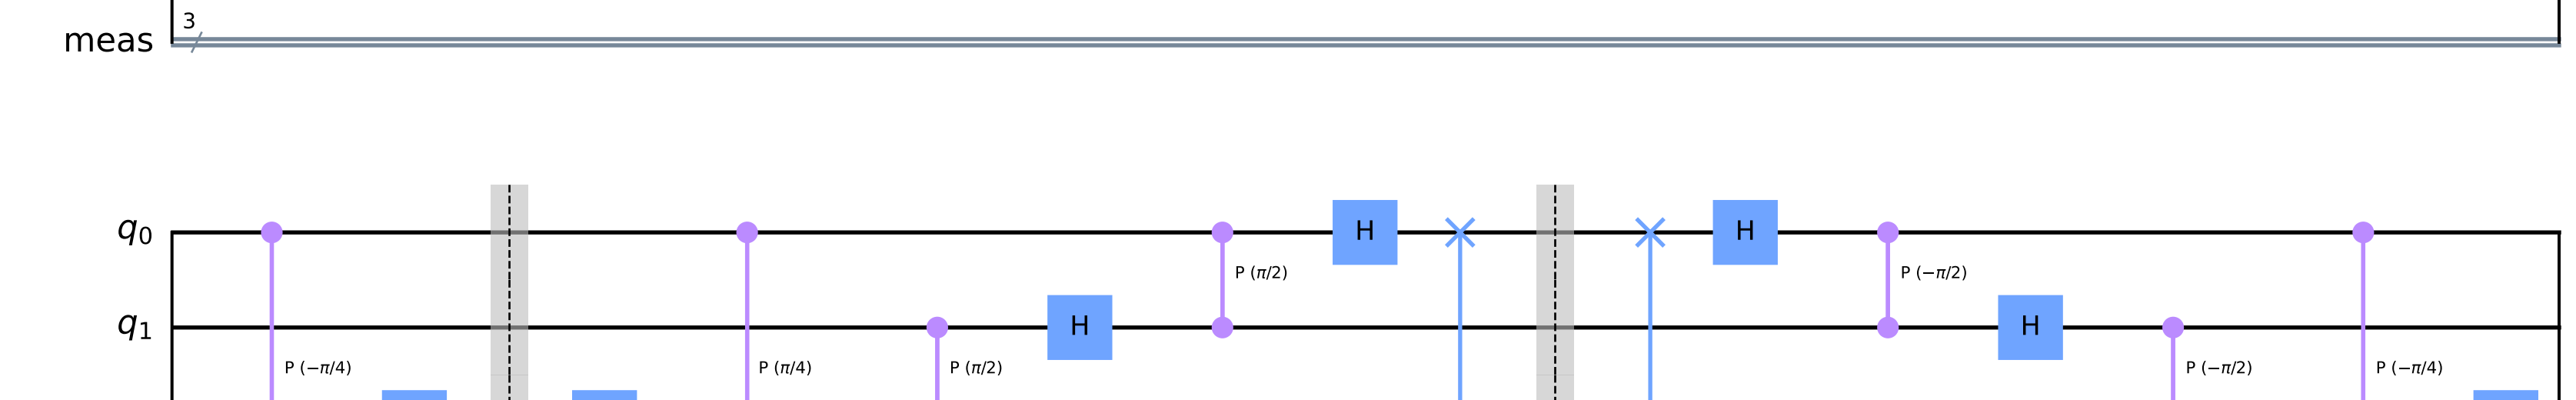 3
meas
H H
q0
P (π/2) P (−π/2)
H H
q1
P (−π/4) P (π/4) P (π/2) P (−π/2) P (−π/4)